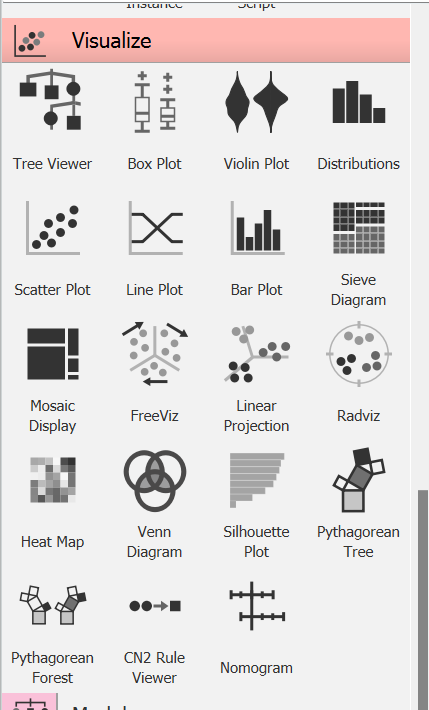 Instance Script
Visualize
Tree Viewer Box Plot Violin Plot Distributions
Scatter Plot Line Plot Bar Plot Sieve
Diagram
Mosaic
Display FreeViz Linear
Projection Radviz
Heat Map Venn
Diagram Silhouette
Plot Pythagorean
Tree
Pythagorean
Forest CN2 Rule
Viewer Nomogram